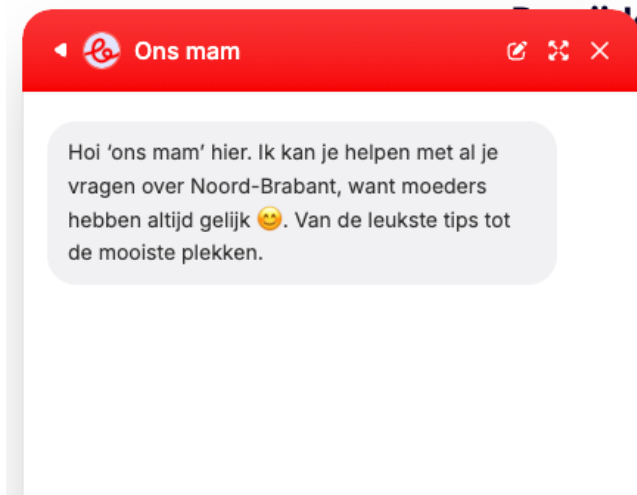 Ons mam
Hoi ‘ons mam’ hier. Ik kan je helpen met al je
vragen over Noord-Brabant, want moeders
hebben altijd gelijk 😊. Van de leukste tips tot
de mooiste plekken.